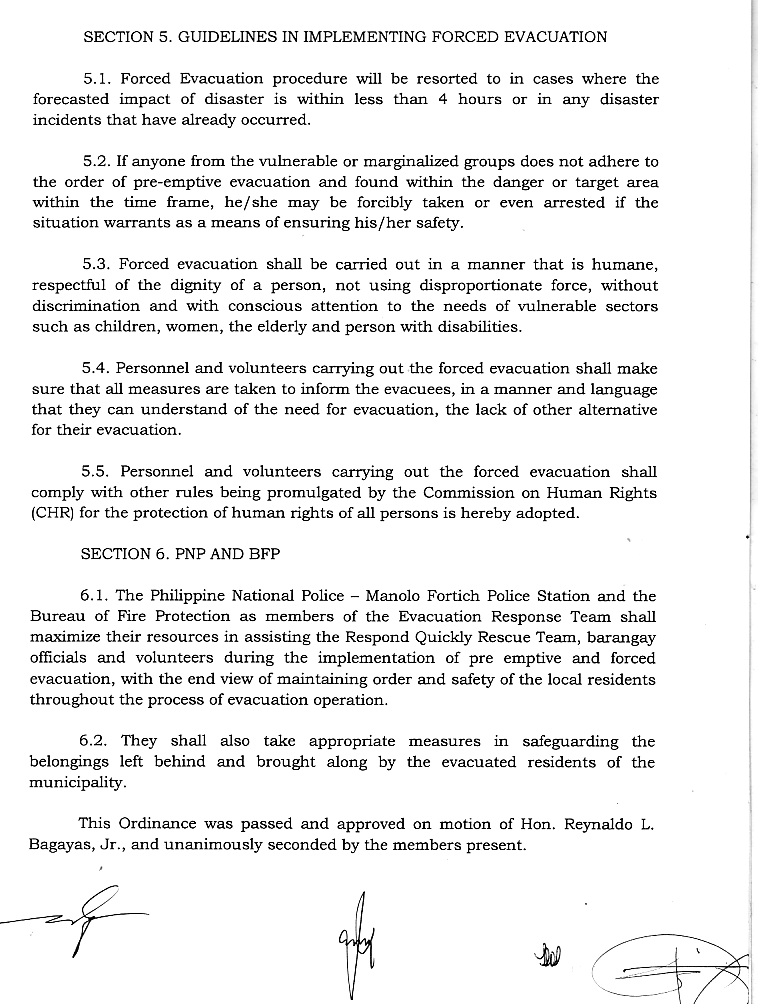 SECTION 5. GUIDELINES IN IMPLEMENTING FORCED EVACUATION
5.1. Forced Evacuation procedure will be resorted to in cases where the
forecasted impact of disaster is within less than 4 hours or in any disaster
incidents that have already occurred.
5.2. If anyone from the vulnerable or marginalized groups does not adhere to
the order of pre-emptive evacuation and found within the danger or target area
within the time frame, he/she may be forcibly taken or even arrested if the
situation warrants as a means of ensuring his/her safety.
5.3. Forced evacuation shall be carried out in a manner that is humane,
respectful of the dignity of a person, not using disproportionate force, without
discrimination and with conscious attention to the needs of vulnerable sectors
such as children, women, the elderly and person with disabilities.
5.4. Personnel and volunteers carrying out the forced evacuation shall make
sure that all measures are taken to inform the evacuees, in a manner and language
that they can understand of the need for evacuation, the lack of other alternative
for their evacuation.
5.5. Personnel and volunteers carrying out the forced evacuation shall
comply with other rules being promulgated by the Commission on Human Rights
(CHR) for the protection of human rights of all persons is hereby adopted.
SECTION 6. PNP AND BFP
6.1. The Philippine National Police – Manolo Fortich Police Station and the
Bureau of Fire Protection as members of the Evacuation Response Team shall
maximize their resources in assisting the Respond Quickly Rescue Team, barangay
officials and volunteers during the implementation of pre emptive and forced
evacuation, with the end view of maintaining order and safety of the local residents
throughout the process of evacuation operation.
6.2. They shall also take appropriate measures in safeguarding the
belongings left behind and brought along by the evacuated residents of the
municipality.
This Ordinance was passed and approved on motion of Hon. Reynaldo L.
Bagayas, Jr., and unanimously seconded by the members present.